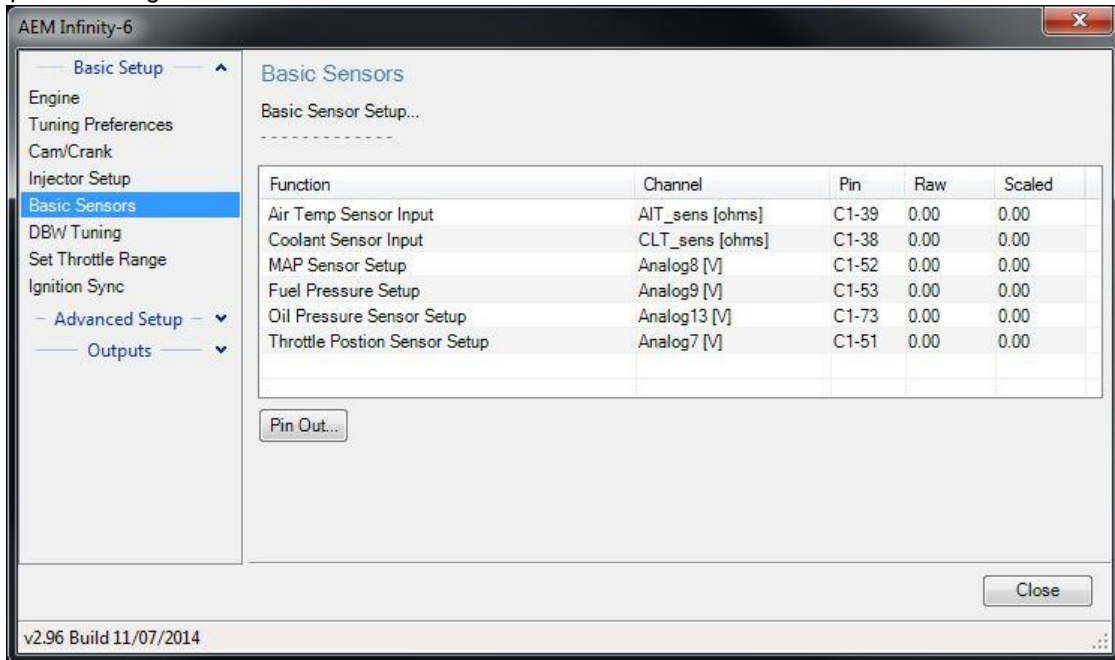 AEM Infinity-6
Basic Setup
Engine
Tuning Preferences
Cam/Crank
Injector Setup
Basic Sensors
DBW Tuning
Set Throttle Range
Ignition Sync
Advanced Setup
Outputs
Basic Sensors
Basic Sensor Setup...
-------------
Function Channel Pin Raw Scaled
Air Temp Sensor Input AIT_sens [ohms] C1-39 0.00 0.00
Coolant Sensor Input CLT_sens [ohms] C1-38 0.00 0.00
MAP Sensor Setup Analog8 [V] C1-52 0.00 0.00
Fuel Pressure Setup Analog9 [V] C1-53 0.00 0.00
Oil Pressure Sensor Setup Analog13 [V] C1-73 0.00 0.00
Throttle Postion Sensor Setup Analog7 [V] C1-51 0.00 0.00
Pin Out...
Close
v2.96 Build 11/07/2014